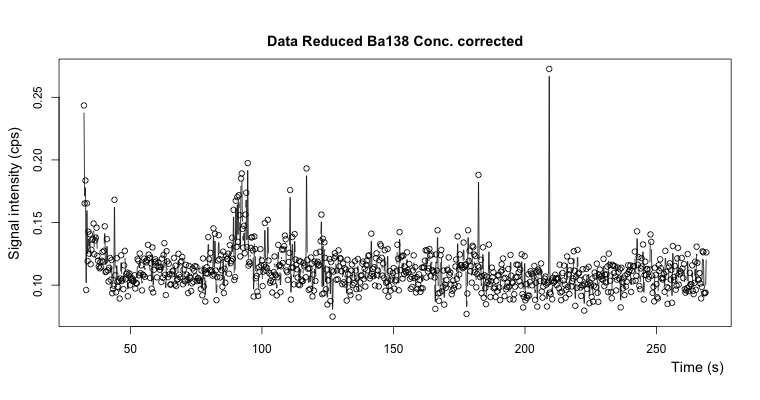 Data Reduced Ba138 Conc. corrected
Signal intensity (cps)
0.25
0.20
0.15
0.10
50 100 150 200 250
Time (s)